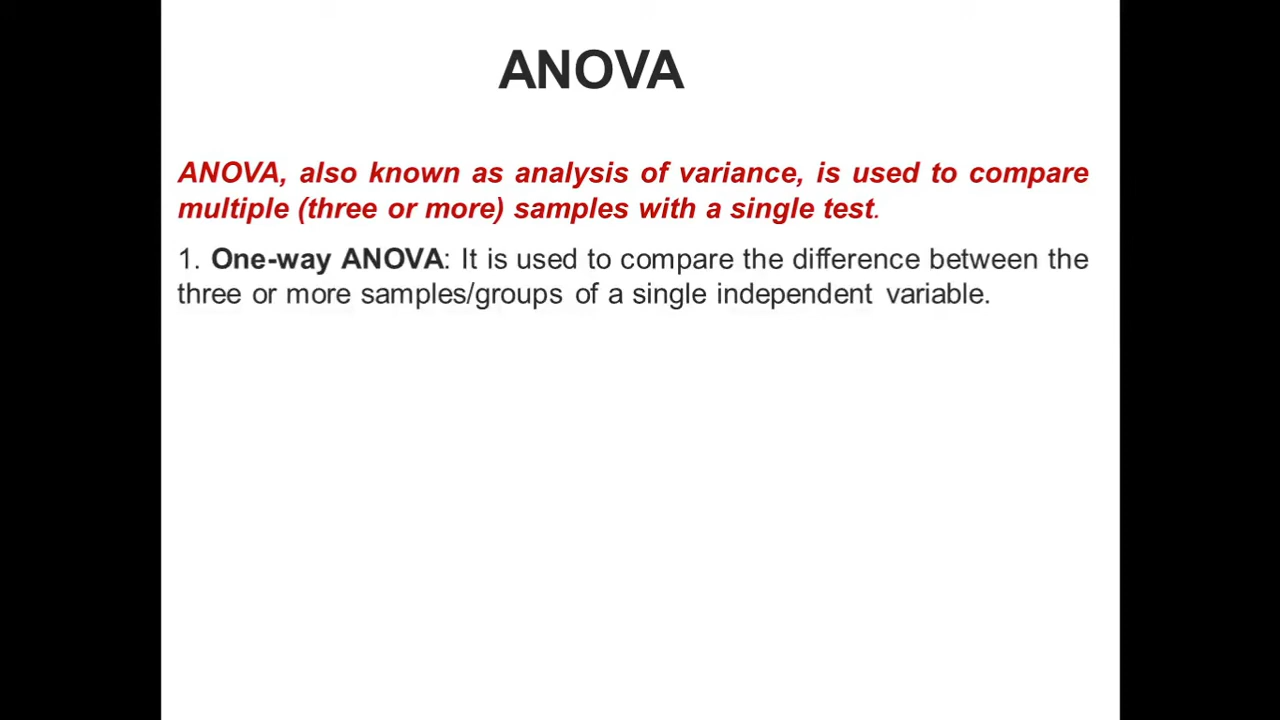 ANOVA
ANOVA, also known as analysis of variance, is used to compare
multiple (three or more) samples with a single test.
1. One-way ANOVA: It is used to compare the difference between the
three or more samples/groups of a single independent variable.